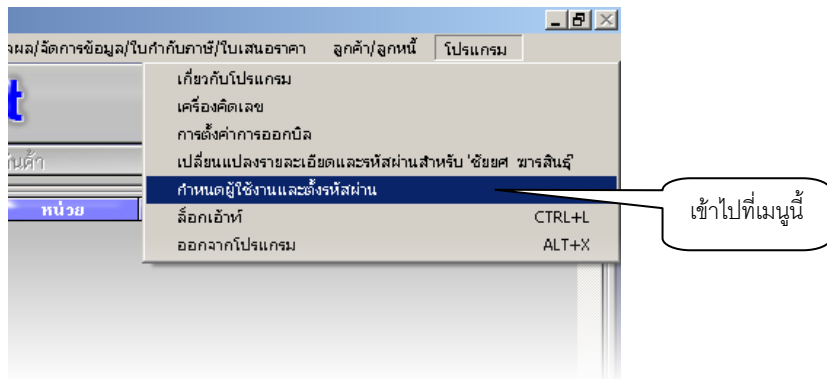 ผล/จัดการข้อมูล/ใบกำกับภาษี/ใบเสนอราคา ลูกค้า/ลูกหนี้ โปรแกรม
เกี่ยวกับโปรแกรม
เครื่องคิดเลข
การตั้งค่าการออกบิล
เปลี่ยนแปลงรายละเอียดและรหัสผ่านสำหรับ 'ชัยยศ ฆารสินธุ์'
กำหนดผู้ใช้งานและตั้งรหัสผ่าน
ล็อกเอ้าท์ CTRL+L
ออกจากโปรแกรม ALT+X
t
นค้า
หน่วย
เข้าไปที่เมนูนี้